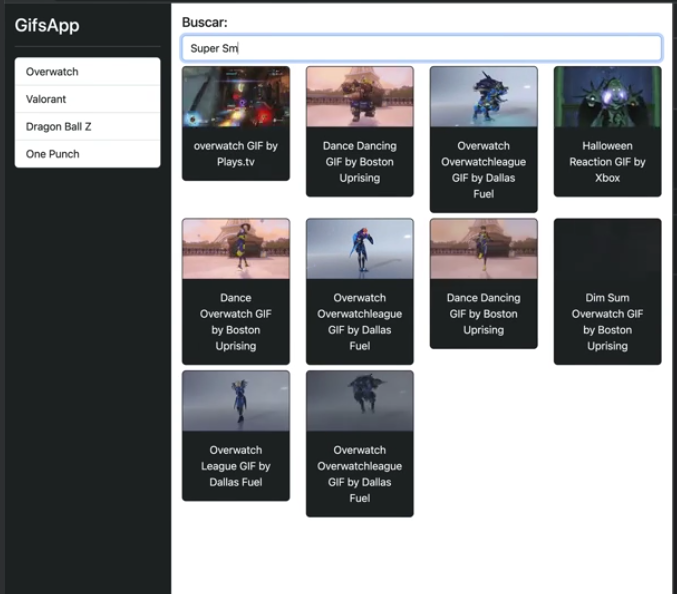 GifsApp
Overwatch
Valorant
Dragon Ball Z
One Punch
Buscar:
Super Sm
overwatch GIF by
Plays.tv
Dance Dancing
GIF by Boston
Uprising
Overwatch
Overwatchleague
GIF by Dallas
Fuel
Halloween
Reaction GIF by
Xbox
Dance
Overwatch GIF
by Boston
Uprising
Overwatch
Overwatchleague
GIF by Dallas
Fuel
Dance Dancing
GIF by Boston
Uprising
Dim Sum
Overwatch GIF
by Boston
Uprising
Overwatch
League GIF by
Dallas Fuel
Overwatch
Overwatchleague
GIF by Dallas
Fuel